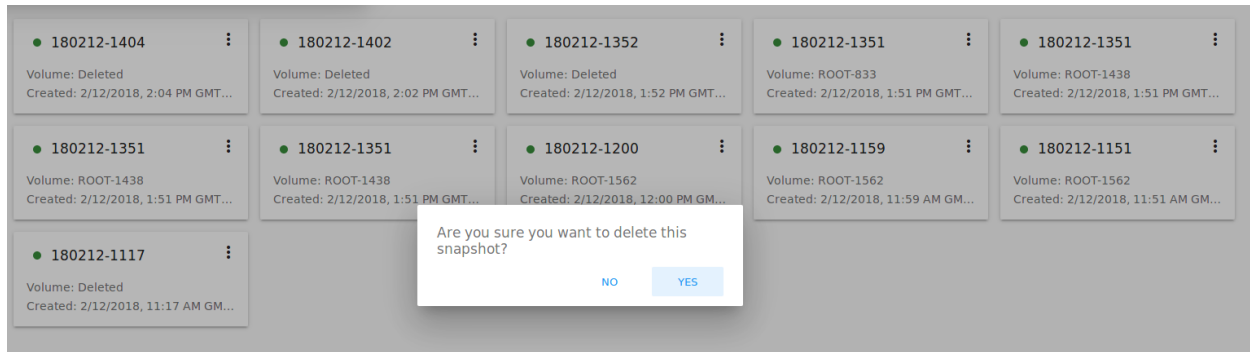 180212-1404
Volume: Deleted
Created: 2/12/2018, 2:04 PM GMT...
180212-1402
Volume: Deleted
Created: 2/12/2018, 2:02 PM GMT...
180212-1352
Volume: Deleted
Created: 2/12/2018, 1:52 PM GMT...
180212-1351
Volume: ROOT-833
Created: 2/12/2018, 1:51 PM GMT...
180212-1351
Volume: ROOT-1438
Created: 2/12/2018, 1:51 PM GMT...
180212-1351
Volume: ROOT-1438
Created: 2/12/2018, 1:51 PM GMT...
180212-1351
Volume: ROOT-1438
Created: 2/12/2018, 1:51 PM GMT...
180212-1200
Volume: ROOT-1562
Created: 2/12/2018, 12:00 PM GM...
180212-1159
Volume: ROOT-1562
Created: 2/12/2018, 11:59 AM GM...
180212-1151
Volume: ROOT-1562
Created: 2/12/2018, 11:51 AM GM...
180212-1117
Volume: Deleted
Created: 2/12/2018, 11:17 AM GM...
Are you sure you want to delete this
snapshot?
NO YES